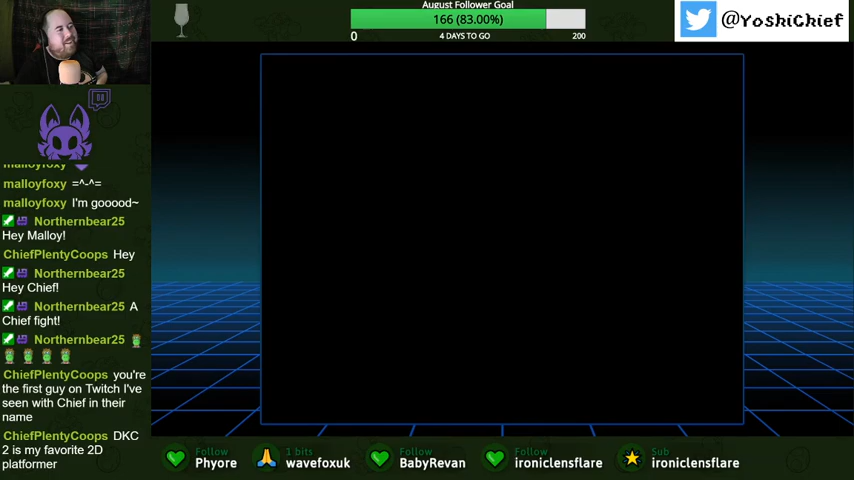 August Follower Goal
166 (83.00%)
0
4 DAYS TO GO
200
@YoshiChief
malloyfoxy
malloyfoxy =^-^=
malloyfoxy I'm gooood~
Northernbear25
Hey Malloy!
ChiefPlentyCoops Hey
Northernbear25
Hey Chief!
Northernbear25 A
Chief fight!
Northernbear25
ChiefPlentyCoops you're
the first guy on Twitch I've
seen with Chief in their
name
ChiefPlentyCoops DKC
2 is my favorite 2D
platformer
Follow
Phyore
1 bits
wavefoxuk
Follow
BabyRevan
Follow
ironiclensflare
Sub
ironiclensflare